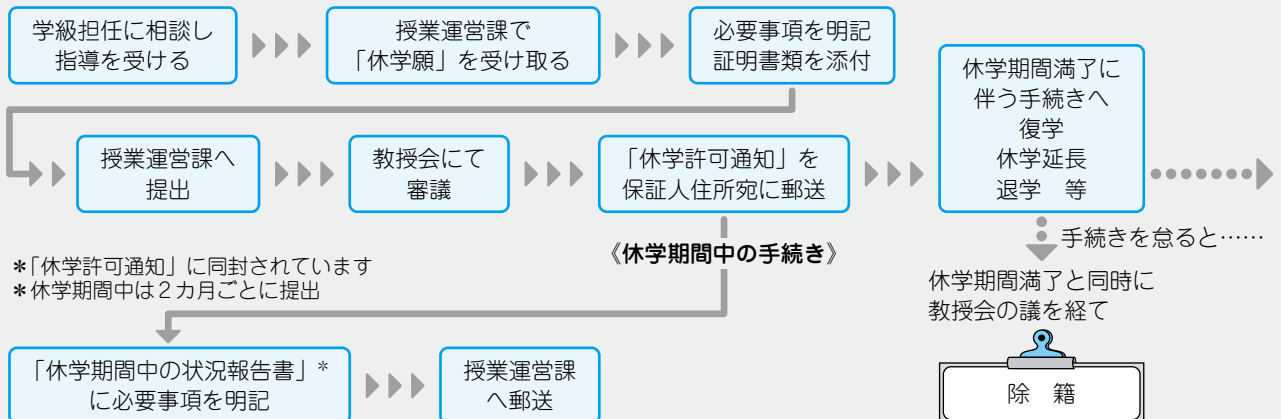 学級担任に相談し
指導を受ける
授業運営課で
「休学願」を受け取る
必要事項を明記
証明書類を添付
授業運営課へ
提出
教授会にて
審議
「休学許可通知」を
保証人住所宛に郵送
休学期間満了に
伴う手続きへ
復学
休学延長
退学　等
手続きを怠ると……
休学期間満了と同時に
教授会の議を経て
除　籍
《休学期間中の手続き》
＊「休学許可通知」に同封されています
＊休学期間中は２カ月ごとに提出
「休学期間中の状況報告書」＊
に必要事項を明記
授業運営課
へ郵送